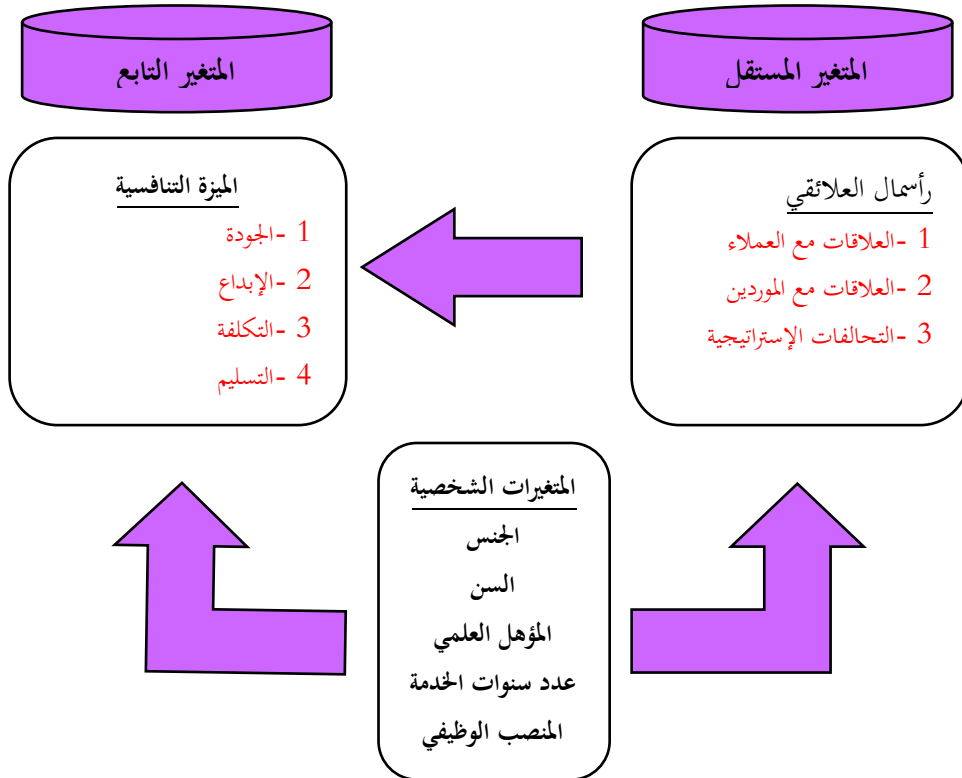 المتغير المستقل
المتغير التابع
رأسمال العلائقي
1 -العلاقات مع العملاء
2 -العلاقات مع الموردين
3 -التحالفات الإستراتيجية
الميزة التنافسية
1 -الجودة
2 -الإبداع
3 -التكلفة
4 -التسليم
المتغيرات الشخصية
الجنس
السن
المؤهل العلمي
عدد سنوات الخدمة
المنصب الوظيفي